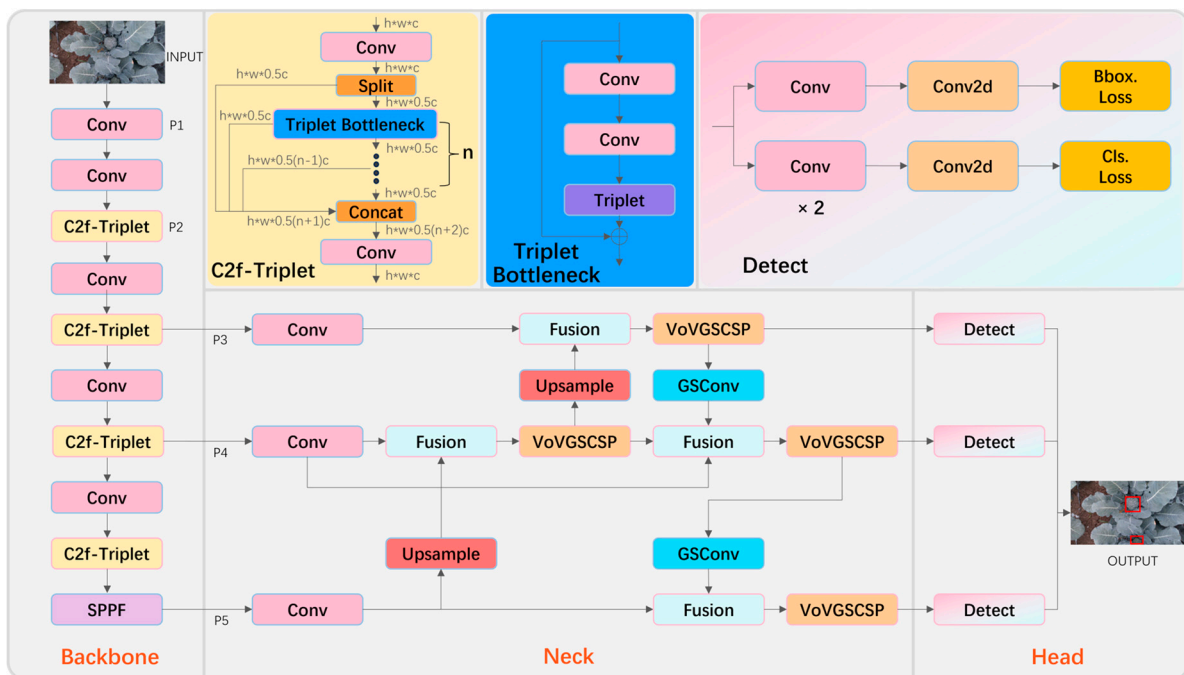 INPUT
Conv
P1
Conv
C2f-Triplet
P2
Conv
C2f-Triplet
Conv
C2f-Triplet
Conv
C2f-Triplet
SPPF
Backbone
h*w*c
Conv
h*w*c
h*w*0.5c
Split
h*w*0.5c
h*w*0.5c
Triplet Bottleneck
h*w*0.5c
n
h*w*0.5(n-1)c
h*w*0.5c
h*w*0.5(n+1)c
Concat
h*w*0.5(n+2)c
Conv
C2f-Triplet
h*w*c
Conv
Conv
Triplet
Triplet
Bottleneck
Conv
Conv2d
Bbox.
Loss
Conv
Conv2d
Cls.
Loss
× 2
Detect
P3
Conv
Fusion
VoVGSCSP
Detect
Upsample
GSConv
P4
Conv
Fusion
VoVGSCSP
Fusion
VoVGSCSP
Detect
Upsample
GSConv
P5
Conv
Fusion
VoVGSCSP
Detect
OUTPUT
Neck
Head